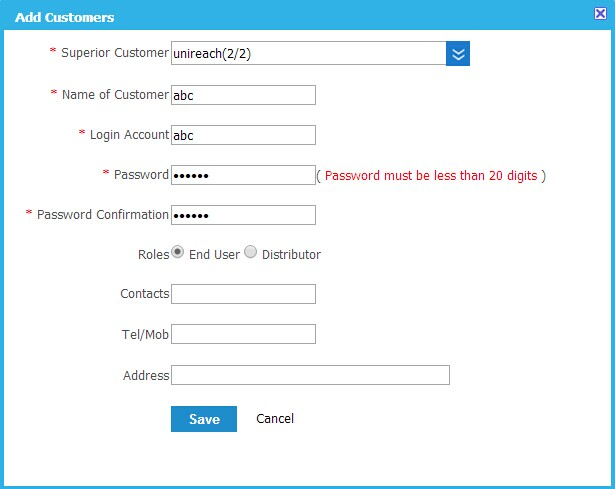 Add Customers
* Superior Customer unireach(2/2)
* Name of Customer abc
* Login Account abc
* Password •••••• ( Password must be less than 20 digits )
* Password Confirmation ••••••
Roles End User Distributor
Contacts
Tel/Mob
Address
Save Cancel